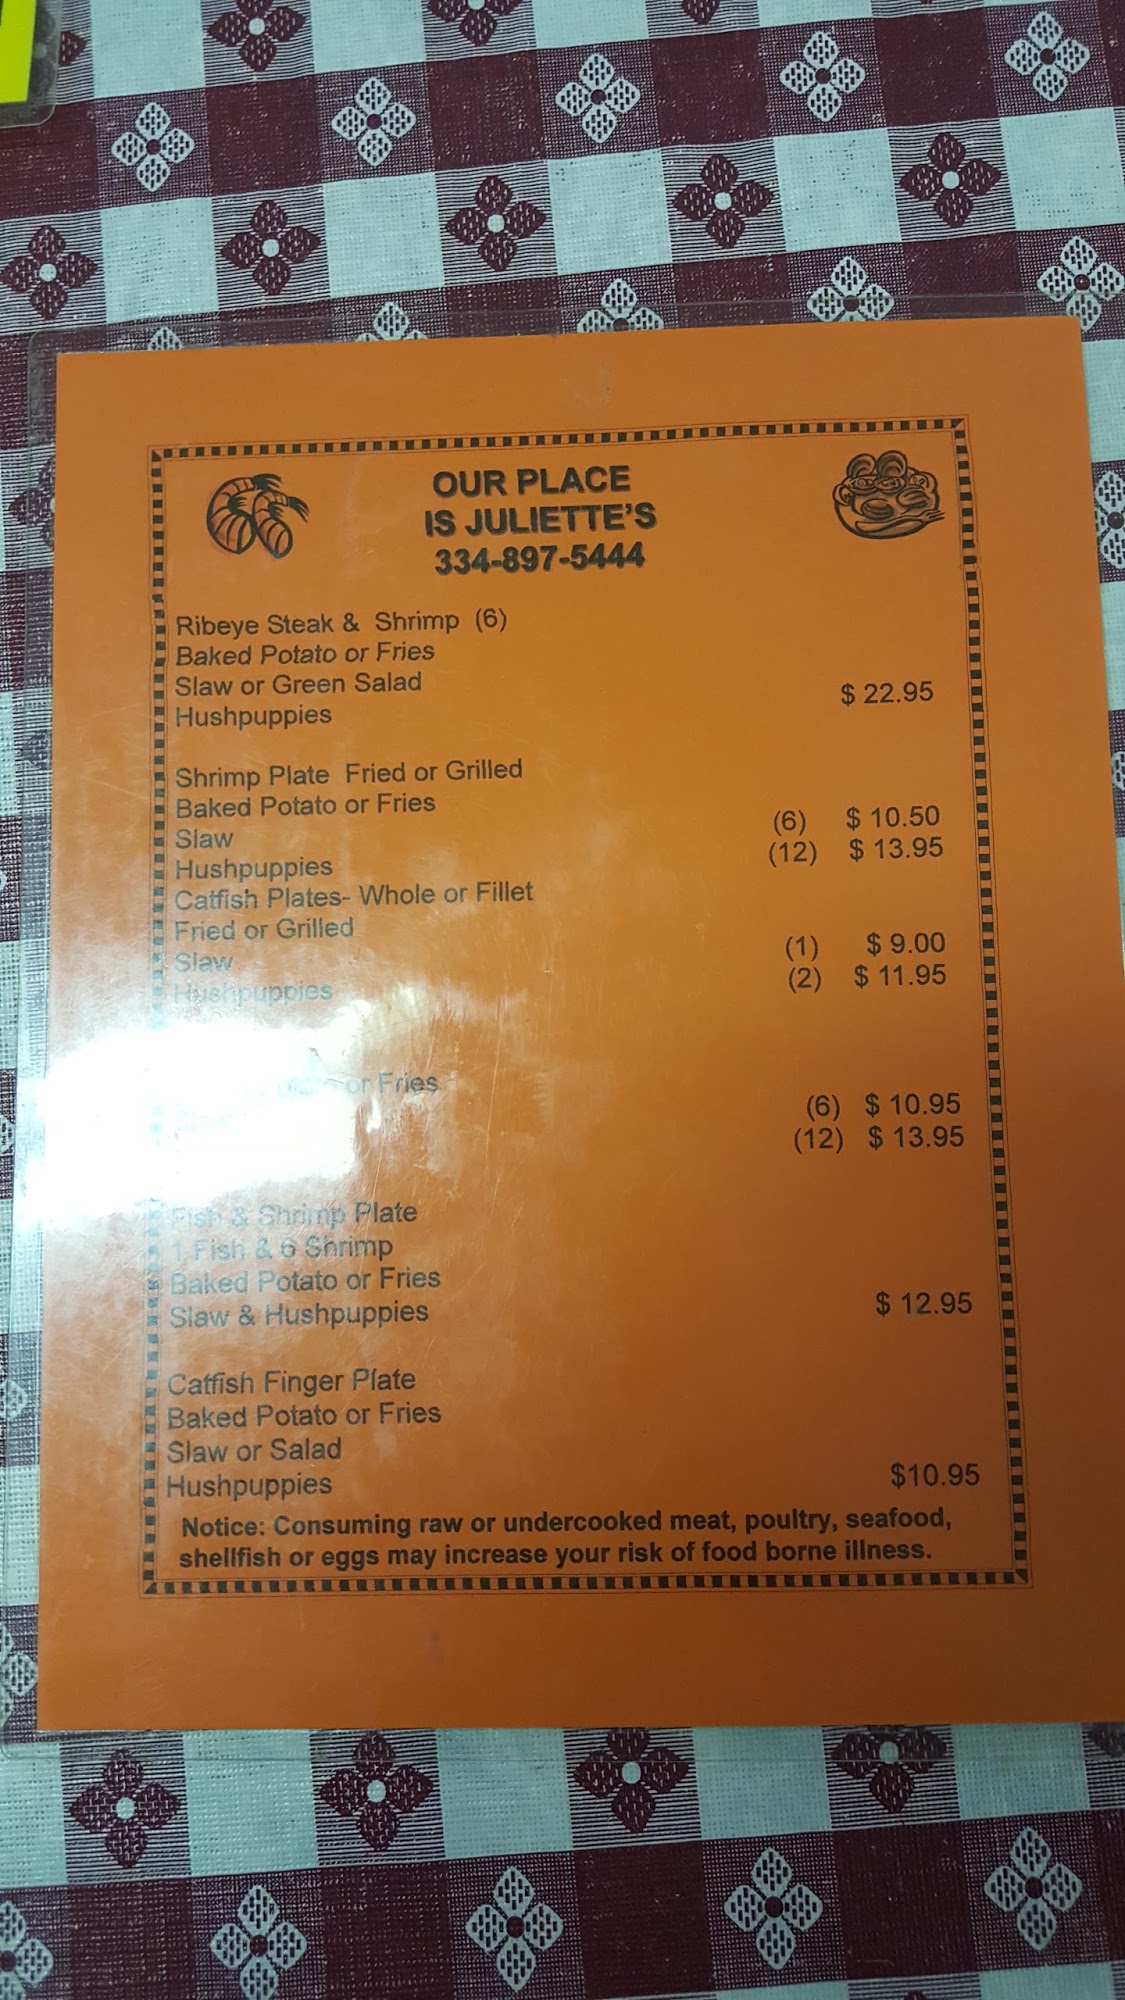 OUR PLACE
IS JULIETTE'S
334-897-5444
Ribeye Steak & Shrimp (6)
Baked Potato or Fries
Slaw or Green Salad
$ 22.95
Hushpuppies
Shrimp Plate Fried or Grilled
Baked Potato or Fries
(6) $ 10.50
Slaw
(12) $ 13.95
Hushpuppies
Catfish Plates- Whole or Fillet
Fried or Grilled
(1) $ 9.00
Slaw
(2) $ 11.95
Hushpuppies
or Fries
(6) $ 10.95
(12) $ 13.95
Fish & Shrimp Plate
1 Fish & 6 Shrimp
Baked Potato or Fries
Slaw & Hushpuppies
$ 12.95
Catfish Finger Plate
Baked Potato or Fries
Slaw or Salad
Hushpuppies
$10.95
Notice: Consuming raw or undercooked meat, poultry, seafood,
shellfish or eggs may increase your risk of food borne illness.